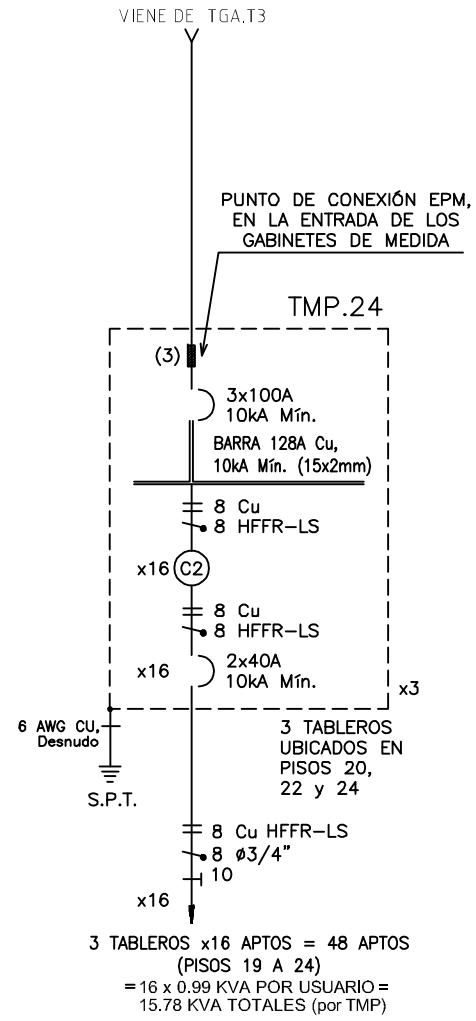 VIENE DE TGA.T3
PUNTO DE CONEXIÓN EPM,
EN LA ENTRADA DE LOS
GABINETES DE MEDIDA
TMP.24
(3)
3x100A
10kA Mín.
BARRA 128A Cu,
10kA Mín. (15x2mm)
8 Cu
8 HFFR-LS
x16
C2
8 Cu
8 HFFR-LS
x16
2x40A
10kA Mín.
x3
6 AWG CU,
Desnudo
S.P.T.
3 TABLEROS
UBICADOS EN
PISOS 20,
22 y 24
8 Cu HFFR-LS
8 ø3/4"
10
x16
3 TABLEROS x16 APTOS = 48 APTOS
(PISOS 19 A 24)
= 16 x 0.99 KVA POR USUARIO =
15.78 KVA TOTALES (por TMP)